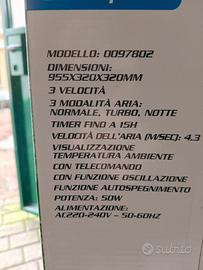 MODELLO: 0097802
DIMENSIONI:
955X320X320MM
3 VELOCITÀ
3 MODALITÀ ARIA:
NORMALE, TURBO, NOTTE
TIMER FINO A 15H
VELOCITÀ DELL'ARIA (M/SEC): 4.3
VISUALIZZAZIONE
TEMPERATURA AMBIENTE
CON TELECOMANDO
CON FUNZIONE OSCILLAZIONE
FUNZIONE AUTOSPEGNIMENTO
POTENZA: 50W
ALIMENTAZIONE:
AC220-240V - 50-60HZ
subito